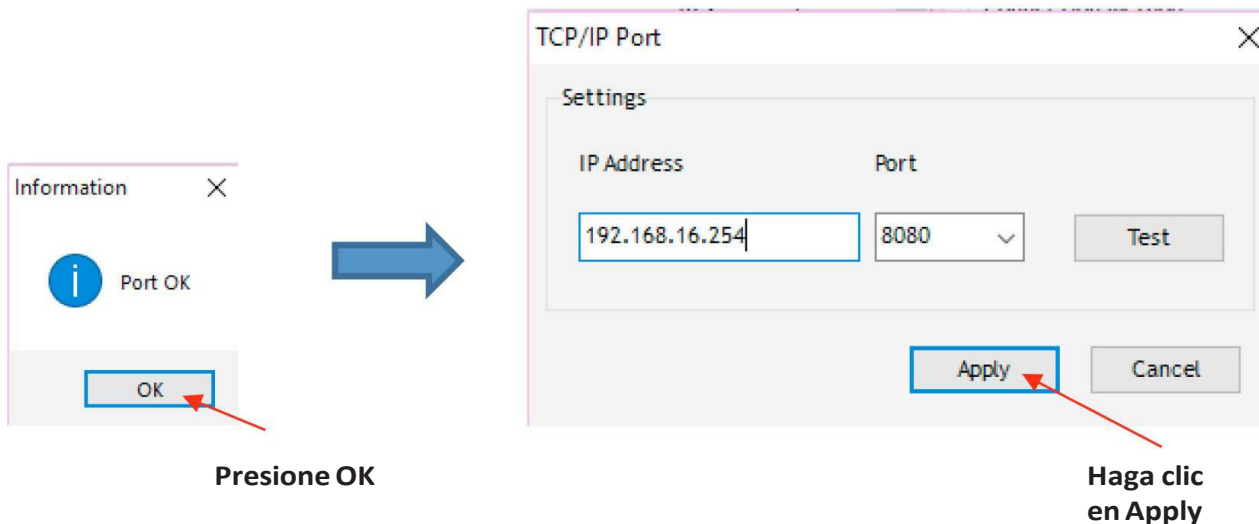 Information
Port OK
OK
Presione OK
TCP/IP Port
Settings
IP Address Port
192.168.16.254 8080 Test
Apply Cancel
Haga clic
en Apply